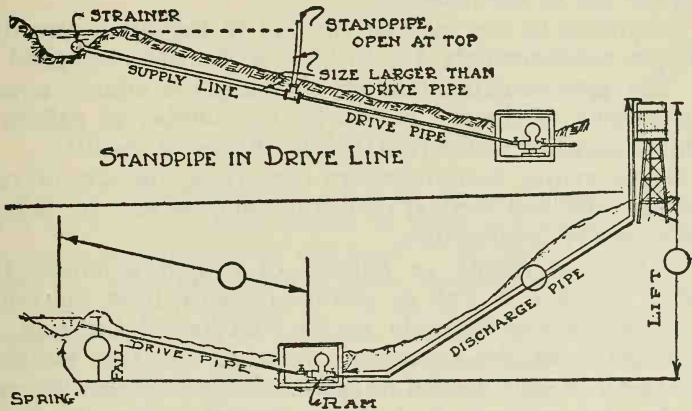 STRAINER
STANDPIPE,
OPEN AT TOP
SIZE LARGER THAN
DRIVE PIPE
SUPPLY LINE
DRIVE PIPE
STANDPIPE IN DRIVE LINE
LIFT
DISCHARGE PIPE
FALL
DRIVE-PIPE
SPRING
RAM